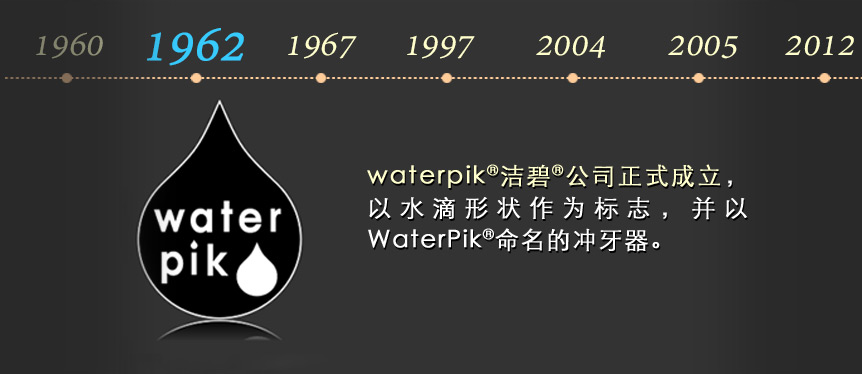 1960 1962 1967 1997 2004 2005 2012
water
pik
waterpik®洁碧®公司正式成立，
以水滴形状作为标志，并以
WaterPik®命名的冲牙器。